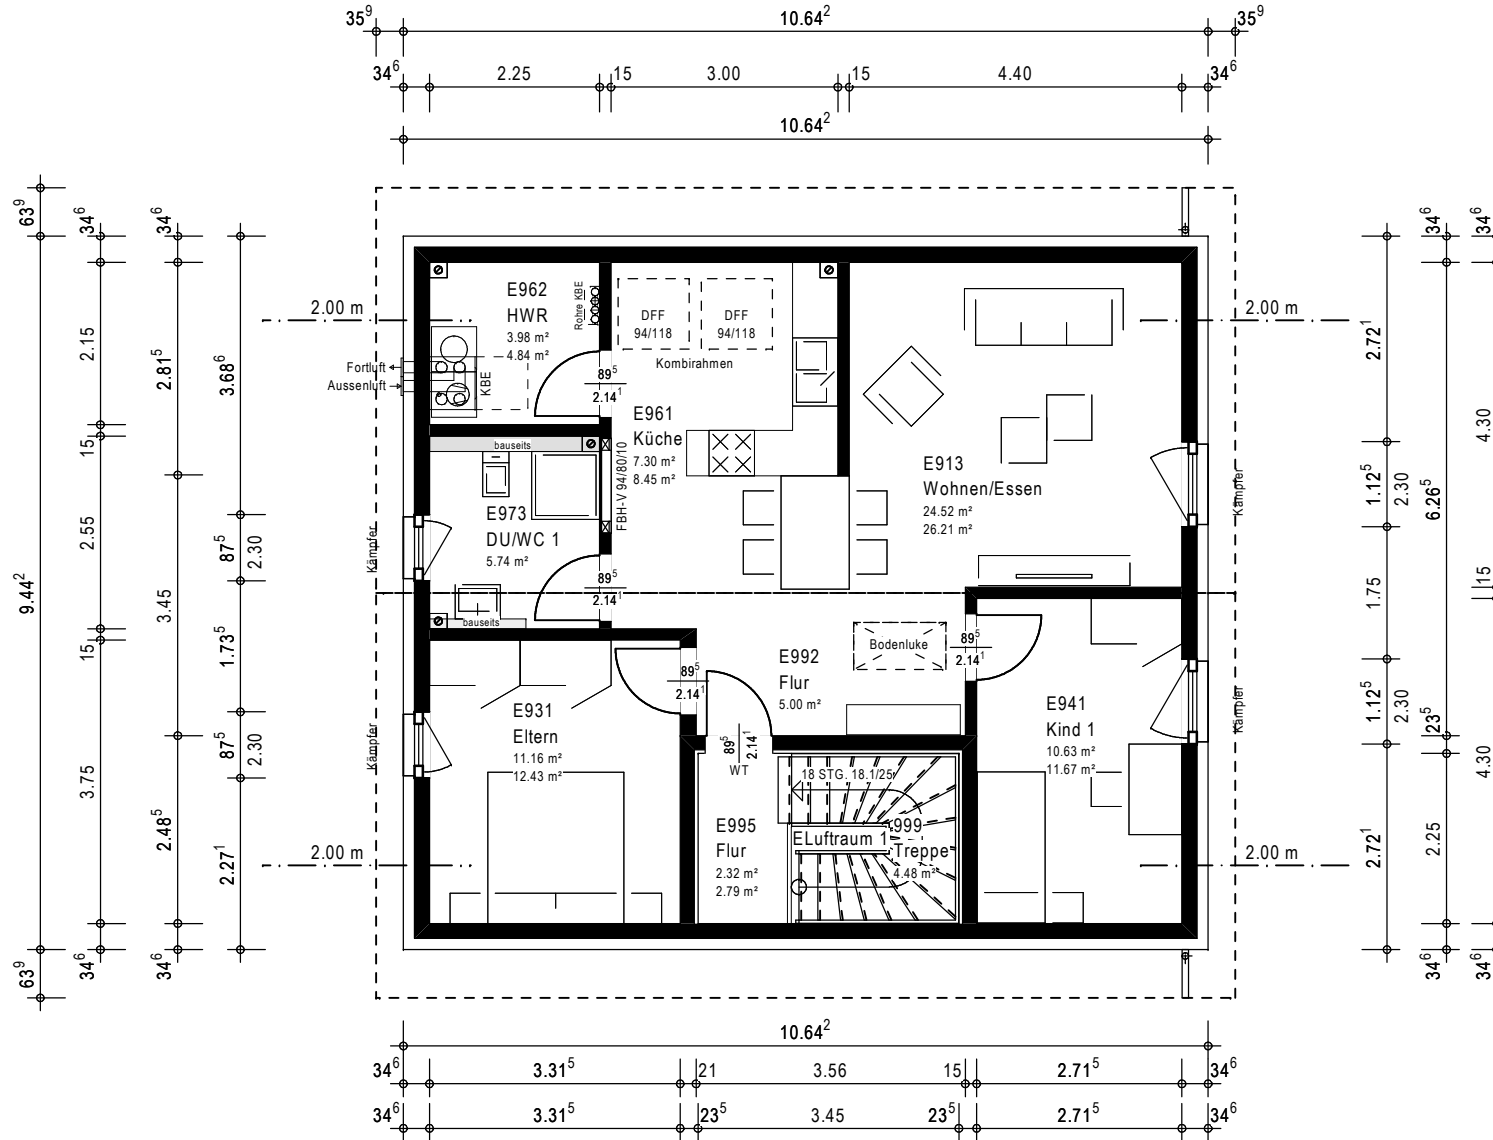 35⁹ 10.64² 35⁹
34⁶ 2.25 15 3.00 15 4.40 34⁶
10.64²
63⁹ 34⁶ 34⁶ 34⁶ 34⁶
2.00 m 2.00 m
E962
HWR
3.98 m²
4.84 m²
Rohre KBE
DFF
94/118
DFF
94/118
Kombirahmen
Fortluft
Aussenluft
KBE
89⁵
2.14¹
2.15 2.81⁵ 3.68⁶
2.72¹ 4.30
E961
Küche
7.30 m²
8.45 m²
bauseits
FBH-V 94/80/10
E913
Wohnen/Essen
24.52 m²
26.21 m²
15
E973
DU/WC 1
5.74 m²
Kämpfer
Kämpfer
2.55 87⁵ 2.30
1.12⁵ 2.30 6.26⁵
9.44²
89⁵
2.14¹
bauseits
3.45
1.75 15
15 1.73⁵
89⁵
2.14¹
E992
Flur
5.00 m²
Bodenluke
89⁵
2.14¹
E931
Eltern
11.16 m²
12.43 m²
E941
Kind 1
10.63 m²
11.67 m²
Kämpfer
Kämpfer
87⁵ 2.30
1.12⁵ 2.30 23⁵
89⁵
2.14¹
WT
18 STG. 18.1/25
3.75 2.48⁵ 2.27¹
2.72¹ 2.25 4.30
E995
Flur
2.32 m²
2.79 m²
ELuftraum 1
999
Treppe
4.48 m²
2.00 m 2.00 m
63⁹ 34⁶ 34⁶ 34⁶ 34⁶
10.64²
34⁶ 3.31⁵ 21 3.56 15 2.71⁵ 34⁶
34⁶ 3.31⁵ 23⁵ 3.45 23⁵ 2.71⁵ 34⁶